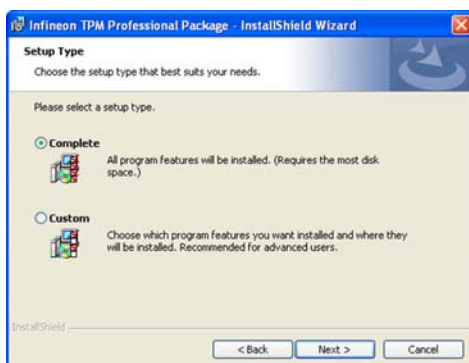 Infineon TPM Professional Package - InstallShield Wizard
Setup Type
Choose the setup type that best suits your needs.
Please select a setup type.
Complete
All program features will be installed. (Requires the most disk
space.)
Custom
Choose which program features you want installed and where they
will be installed. Recommended for advanced users.
InstallShield
< Back
Next >
Cancel